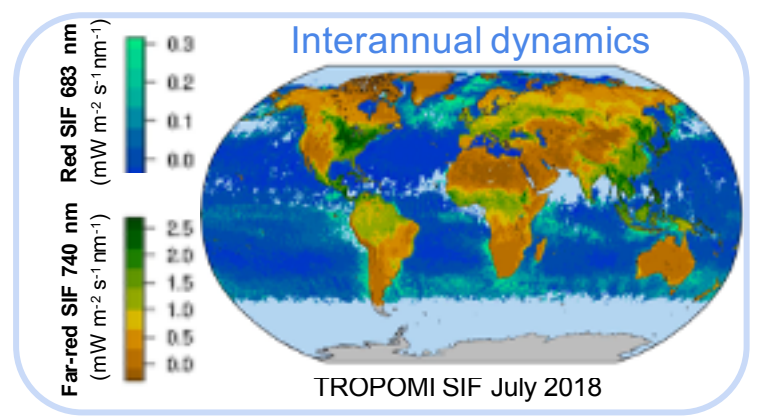 Interannual dynamics
Red SIF 683 nm
(mW m⁻² s⁻¹ nm⁻¹)
0.3
0.2
0.1
0.0
Far-red SIF 740 nm
(mW m⁻² s⁻¹ nm⁻¹)
2.5
2.0
1.5
1.0
0.5
0.0
TROPOMI SIF July 2018